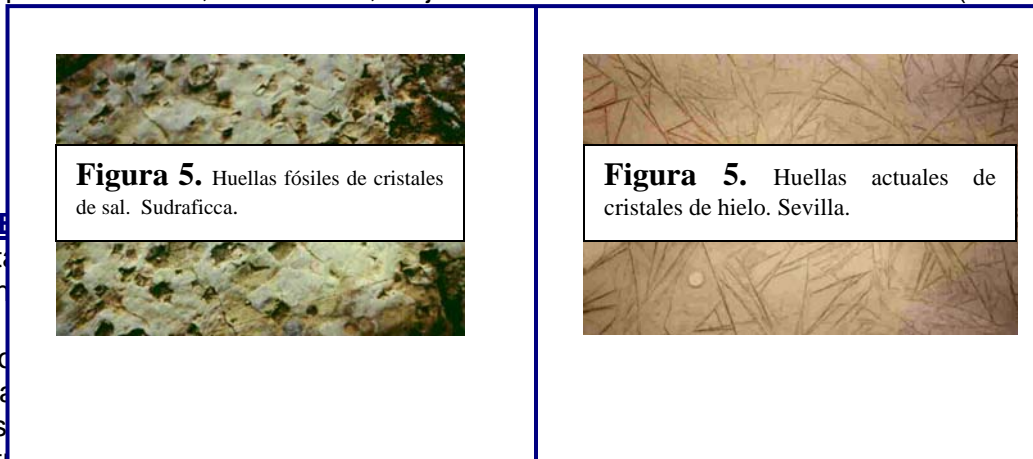 Figura 5. Huellas fósiles de cristales
de sal. Sudraficca.
Figura 5. Huellas actuales de
cristales de hielo. Sevilla.